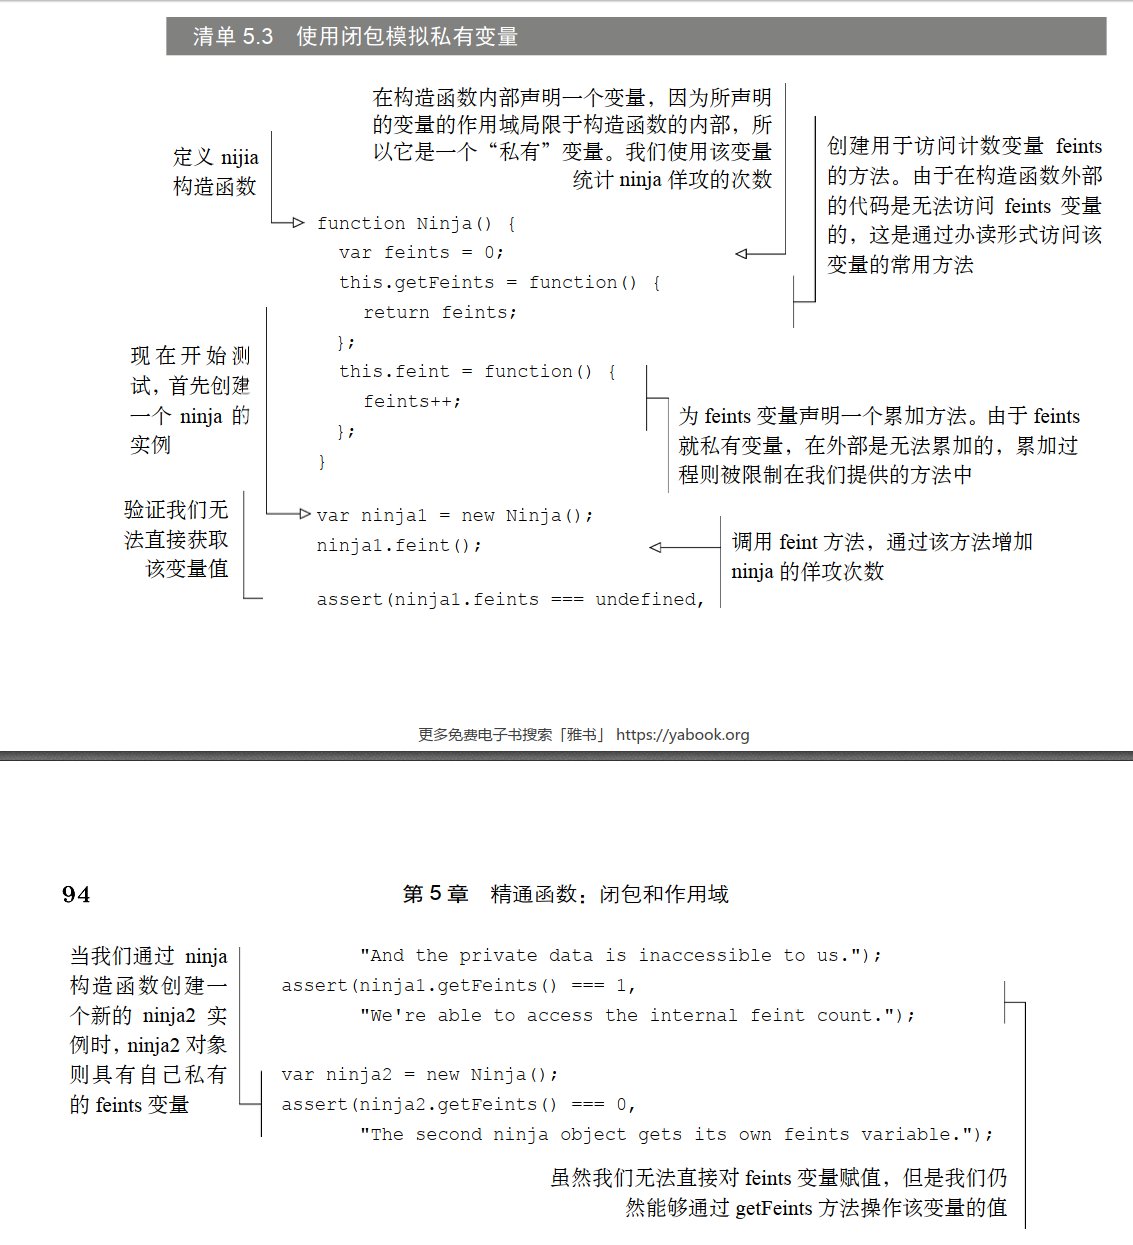 清单 5.3 使用闭包模拟私有变量
在构造函数内部声明一个变量，因为所声明
的变量的作用域局限于构造函数的内部，所
以它是一个“私有”变量。我们使用该变量
统计 ninja 佯攻的次数
创建用于访问计数变量 feints
的方法。由于在构造函数外部
的代码是无法访问 feints 变量
的，这是通过办读形式访问该
变量的常用方法
定义 nijia
构造函数
function Ninja() {
var feints = 0;
this.getFeints = function() {
return feints;
};
this.feint = function() {
feints++;
};
}
现在开始测
试，首先创建
一个 ninja 的
实例
为 feints 变量声明一个累加方法。由于 feints
就私有变量，在外部是无法累加的，累加过
程则被限制在我们提供的方法中
验证我们无
法直接获取
该变量值
var ninja1 = new Ninja();
ninja1.feint();
调用 feint 方法，通过该方法增加
ninja 的佯攻次数
assert(ninja1.feints === undefined,
更多免费电子书搜索「雅书」 https://yabook.org
94 第 5 章 精通函数：闭包和作用域
当我们通过 ninja
构造函数创建一
个新的 ninja2 实
例时，ninja2 对象
则具有自己私有
的 feints 变量
"And the private data is inaccessible to us.");
assert(ninja1.getFeints() === 1,
"We're able to access the internal feint count.");
var ninja2 = new Ninja();
assert(ninja2.getFeints() === 0,
"The second ninja object gets its own feints variable.");
虽然我们无法直接对 feints 变量赋值，但是我们仍
然能够通过 getFeints 方法操作该变量的值